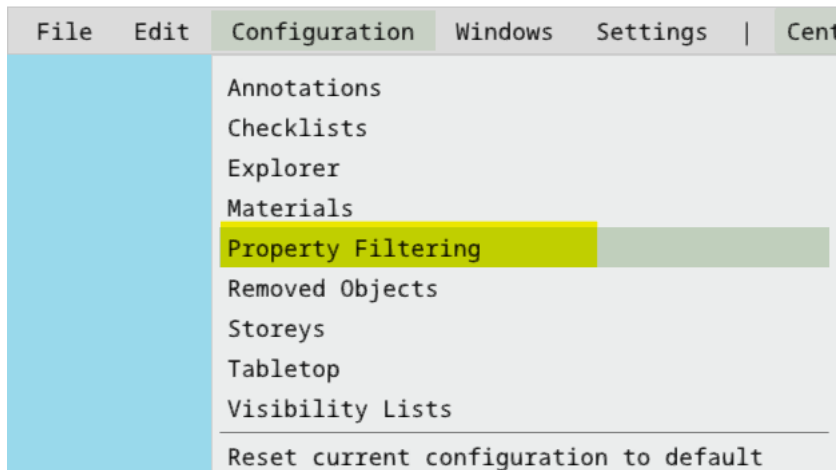 File Edit Configuration Windows Settings | Cent
Annotations
Checklists
Explorer
Materials
Property Filtering
Removed Objects
Storeys
Tabletop
Visibility Lists
Reset current configuration to default